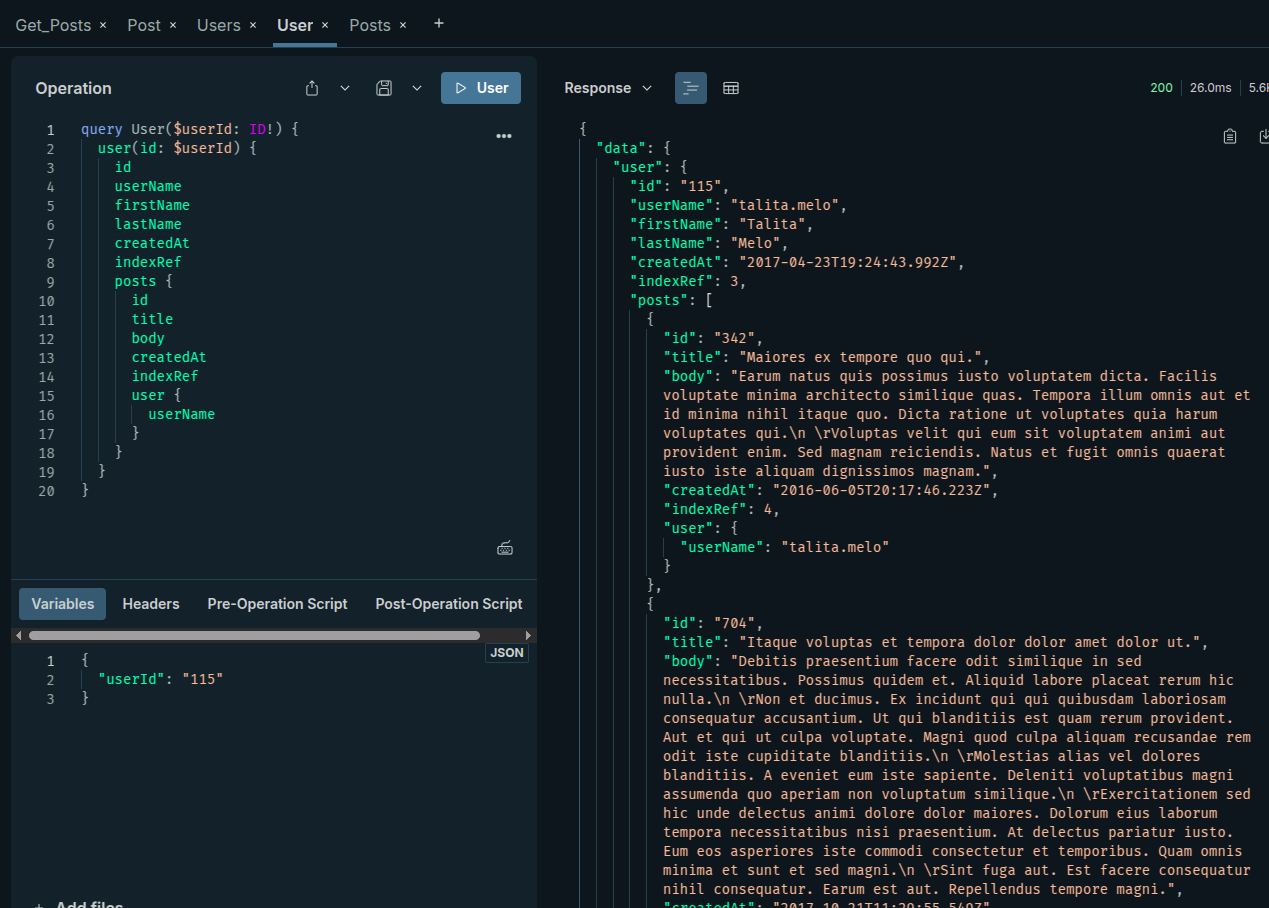 Get_Posts × Post × Users × User × Posts × +
Operation
User
1 query User($userId: ID!) {
2 user(id: $userId) {
3 id
4 userName
5 firstName
6 lastName
7 createdAt
8 indexRef
9 posts {
10 id
11 title
12 body
13 createdAt
14 indexRef
15 user {
16 userName
17 }
18 }
19 }
20 }
Variables Headers Pre-Operation Script Post-Operation Script
JSON
1 {
2 "userId": "115"
3 }
+ Add files
Response
200 26.0ms
{
"data": {
"user": {
"id": "115",
"userName": "talita.melo",
"firstName": "Talita",
"lastName": "Melo",
"createdAt": "2017-04-23T19:24:43.992Z",
"indexRef": 3,
"posts": [
{
"id": "342",
"title": "Maiores ex tempore quo qui.",
"body": "Earum natus quis possimus iusto voluptatem dicta. Facilis
voluptate minima architecto similique quas. Tempora illum omnis aut et
id minima nihil itaque quo. Dicta ratione ut voluptates quia harum
voluptates qui.\n \rVoluptas velit qui eum sit voluptatem animi aut
provident enim. Sed magnam reiciendis. Natus et fugit omnis quaerat
iusto iste aliquam dignissimos magnam.",
"createdAt": "2016-06-05T20:17:46.223Z",
"indexRef": 4,
"user": {
"userName": "talita.melo"
}
},
{
"id": "704",
"title": "Itaque voluptas et tempora dolor dolor amet dolor ut.",
"body": "Debitis praesentium facere odit similique in sed
necessitatibus. Possimus quidem et. Aliquid labore placeat rerum hic
nulla.\n \rNon et ducimus. Ex incidunt qui qui quibusdam laboriosam
consequatur accusantium. Ut qui blanditiis est quam rerum provident.
Aut et qui ut culpa voluptate. Magni quod culpa aliquam recusandae rem
odit iste cupiditate blanditiis.\n \rMolestias alias vel dolores
blanditiis. A eveniet eum iste sapiente. Deleniti voluptatibus magni
assumenda quo aperiam non voluptatum similique.\n \rExercitationem sed
hic unde delectus animi dolore dolor maiores. Dolorum eius laborum
tempora necessitatibus nisi praesentium. At delectus pariatur iusto.
Eum eos asperiores iste commodi consectetur et temporibus. Quam omnis
minima et sunt et sed magni.\n \rSint fuga aut. Est facere consequatur
nihil consequatur. Earum est aut. Repellendus tempore magni.",